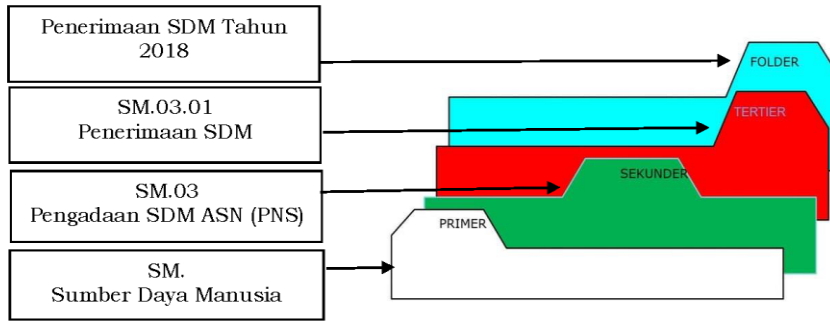 Penerimaan SDM Tahun
2018
FOLDER
SM.03.01
Penerimaan SDM
TERTIER
SM.03
Pengadaan SDM ASN (PNS)
SEKUNDER
PRIMER
SM.
Sumber Daya Manusia